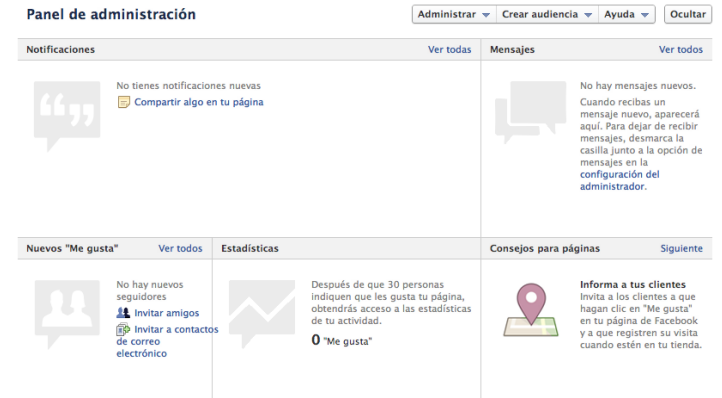 Panel de administración
Administrar
Crear audiencia
Ayuda
Ocultar
Notificaciones
Ver todas
No tienes notificaciones nuevas
Compartir algo en tu página
Mensajes
Ver todos
No hay mensajes nuevos.
Cuando recibas un
mensaje nuevo, aparecerá
aquí. Para dejar de recibir
mensajes, desmarca la
casilla junto a la opción de
mensajes en la
configuración del
administrador.
Nuevos "Me gusta"
Ver todos
No hay nuevos
seguidores
Invitar amigos
Invitar a contactos
de correo
electrónico
Estadísticas
Después de que 30 personas
indiquen que les gusta tu página,
obtendrás acceso a las estadísticas
de tu actividad.
0 "Me gusta"
Consejos para páginas
Siguiente
Informa a tus clientes
Invita a los clientes a que
hagan clic en "Me gusta"
en tu página de Facebook
y a que registren su visita
cuando estén en tu tienda.